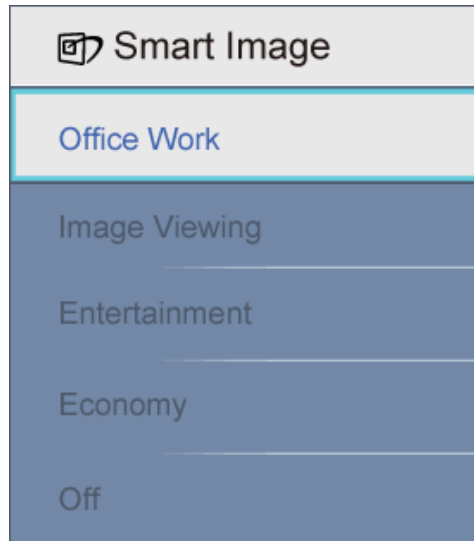 Smart Image
Office Work
Image Viewing
Entertainment
Economy
Off